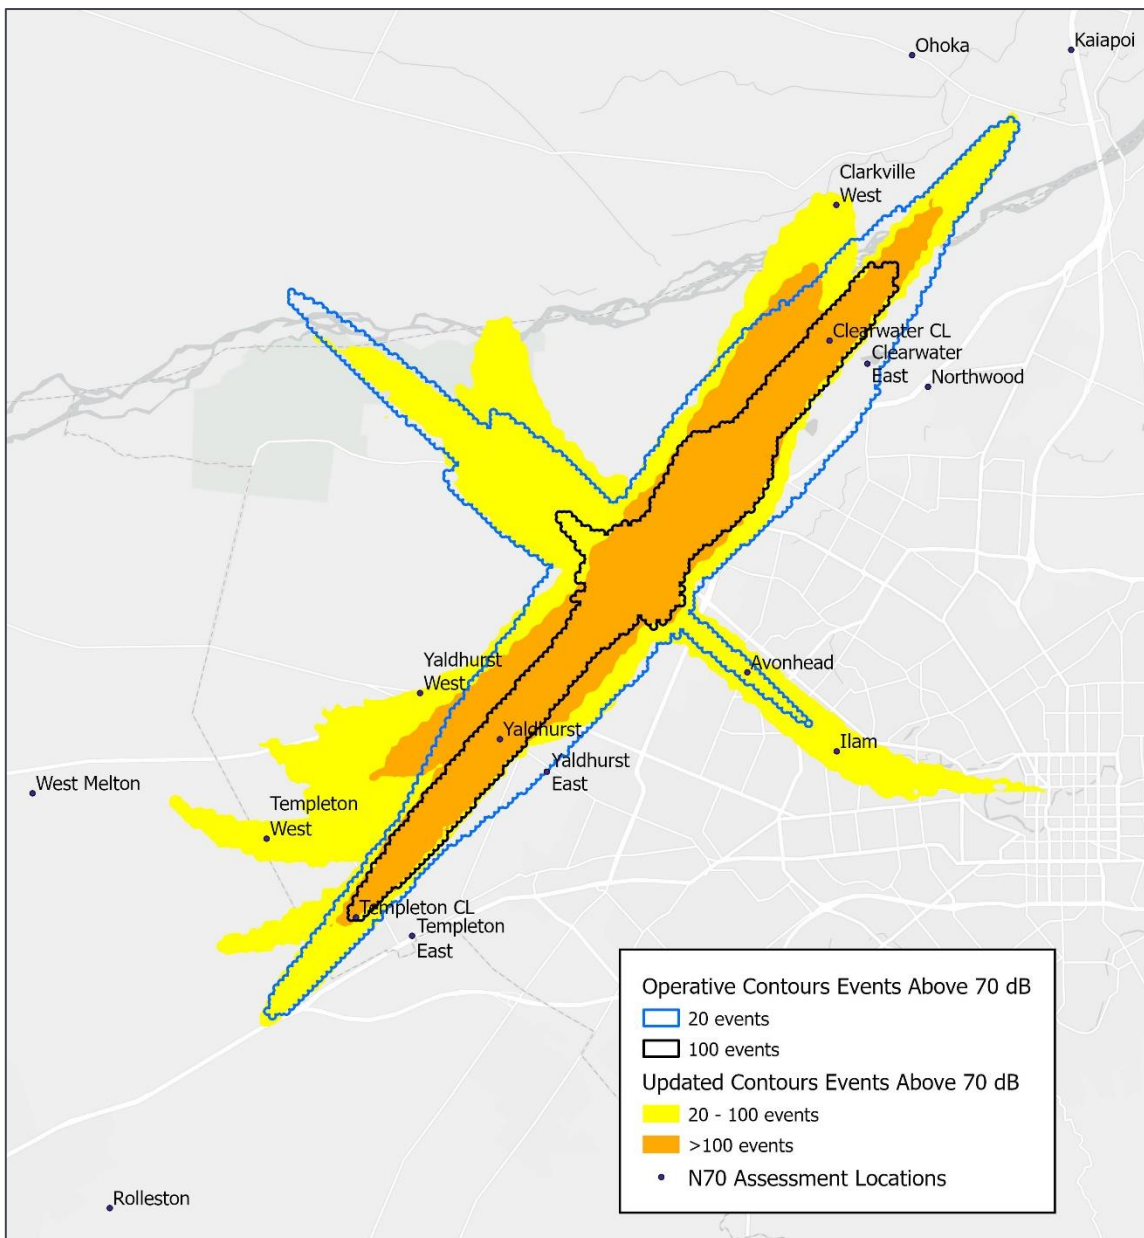 Ohoka
Kaiapoi
Clarkville
West
Clearwater CL
Clearwater
East
Northwood
Yaldhurst
West
Avonhead
Yaldhurst
Ilam
Yaldhurst
East
West Melton
Templeton
West
Templeton CL
Templeton
East
Rolleston
Operative Contours Events Above 70 dB
20 events
100 events
Updated Contours Events Above 70 dB
20 - 100 events
>100 events
N70 Assessment Locations